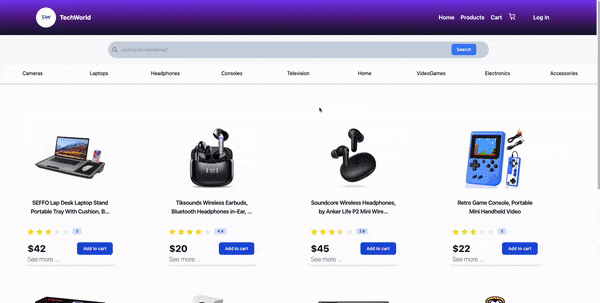 TechWorld
Home Products Cart Log In
Looking for something?
Search
Cameras Laptops Headphones Consoles Television Home VideoGames Electronics Accessories
SEFFO Lap Desk Laptop Stand
Portable Tray With Cushion, B...
3
$42
Add to cart
See more ...
Tiksounds Wireless Earbuds,
Bluetooth Headphones in-Ear, ...
4.4
$20
Add to cart
See more ...
Soundcore Wireless Headphones,
by Anker Life P2 Mini Wire...
3.8
$45
Add to cart
See more ...
Retro Game Console, Portable
Mini Handheld Video
3
$22
Add to cart
See more ...